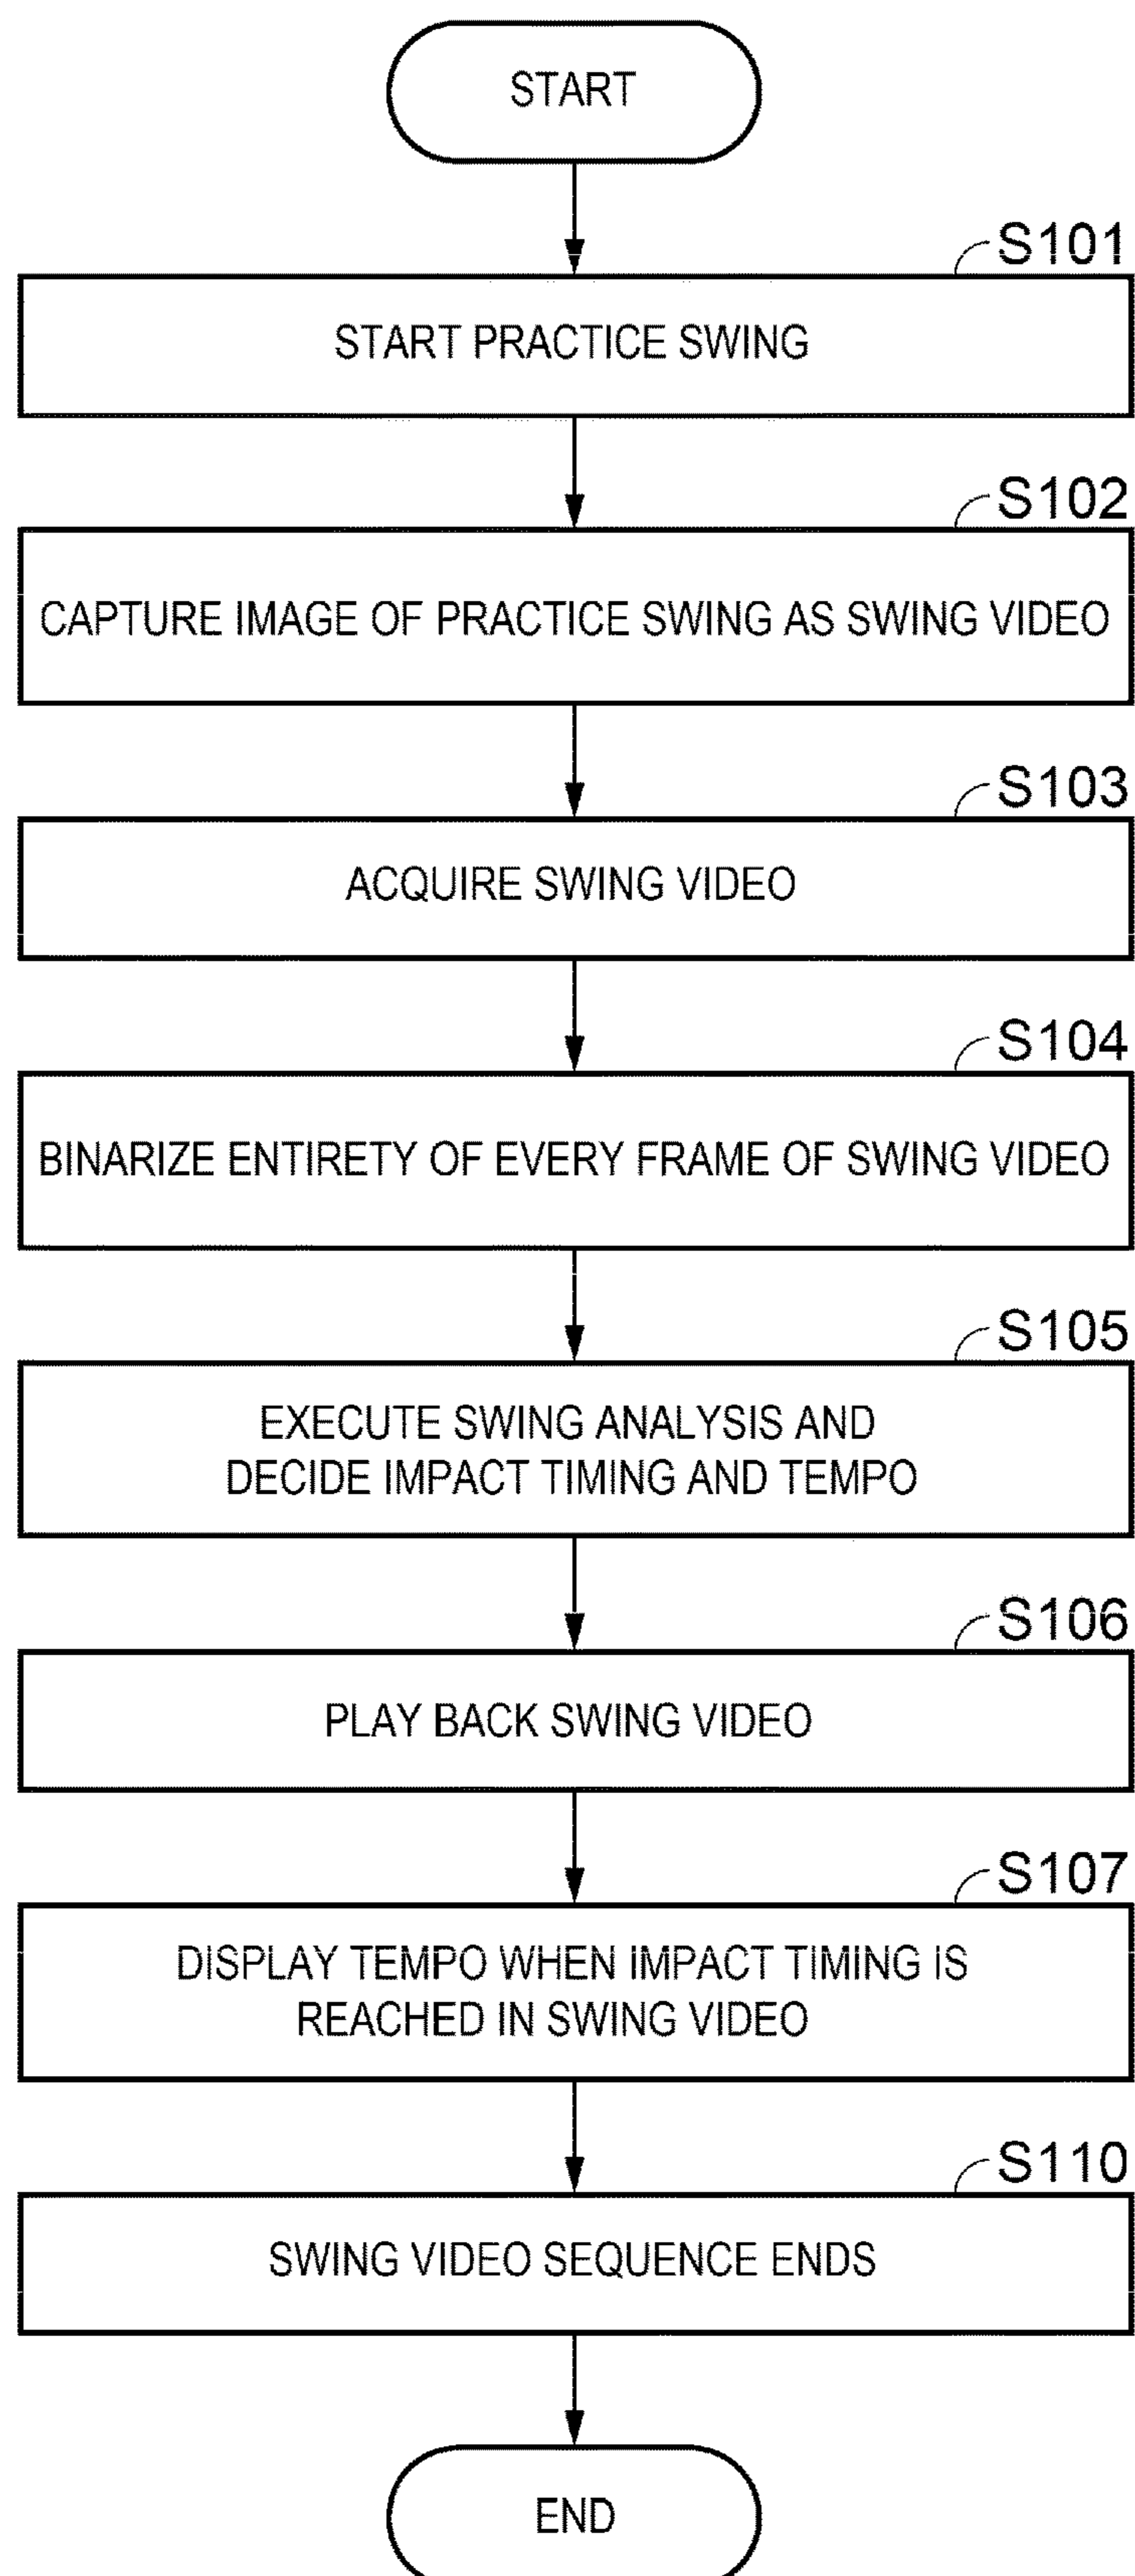 START
S101
START PRACTICE SWING
S102
CAPTURE IMAGE OF PRACTICE SWING AS SWING VIDEO
S103
ACQUIRE SWING VIDEO
S104
BINARIZE ENTIRETY OF EVERY FRAME OF SWING VIDEO
S105
EXECUTE SWING ANALYSIS AND
DECIDE IMPACT TIMING AND TEMPO
S106
PLAY BACK SWING VIDEO
S107
DISPLAY TEMPO WHEN IMPACT TIMING IS
REACHED IN SWING VIDEO
S110
SWING VIDEO SEQUENCE ENDS
END